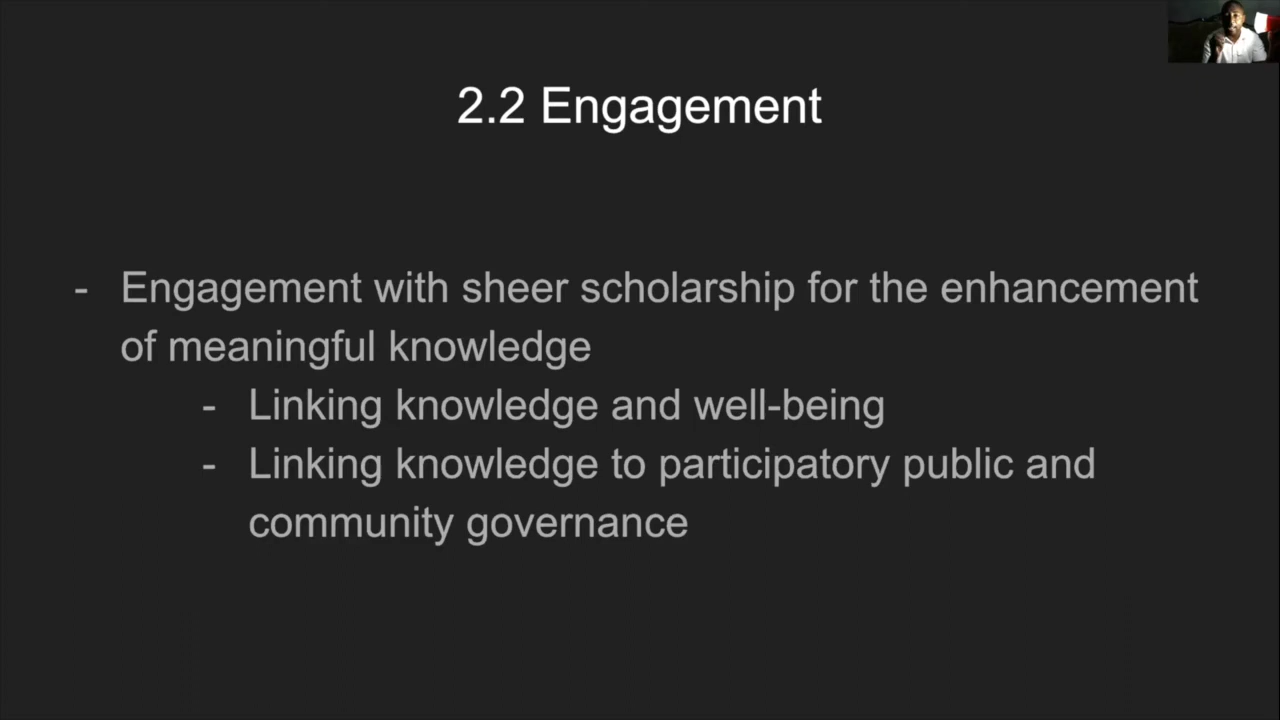 2.2 Engagement
- Engagement with sheer scholarship for the enhancement
of meaningful knowledge
- Linking knowledge and well-being
- Linking knowledge to participatory public and
community governance